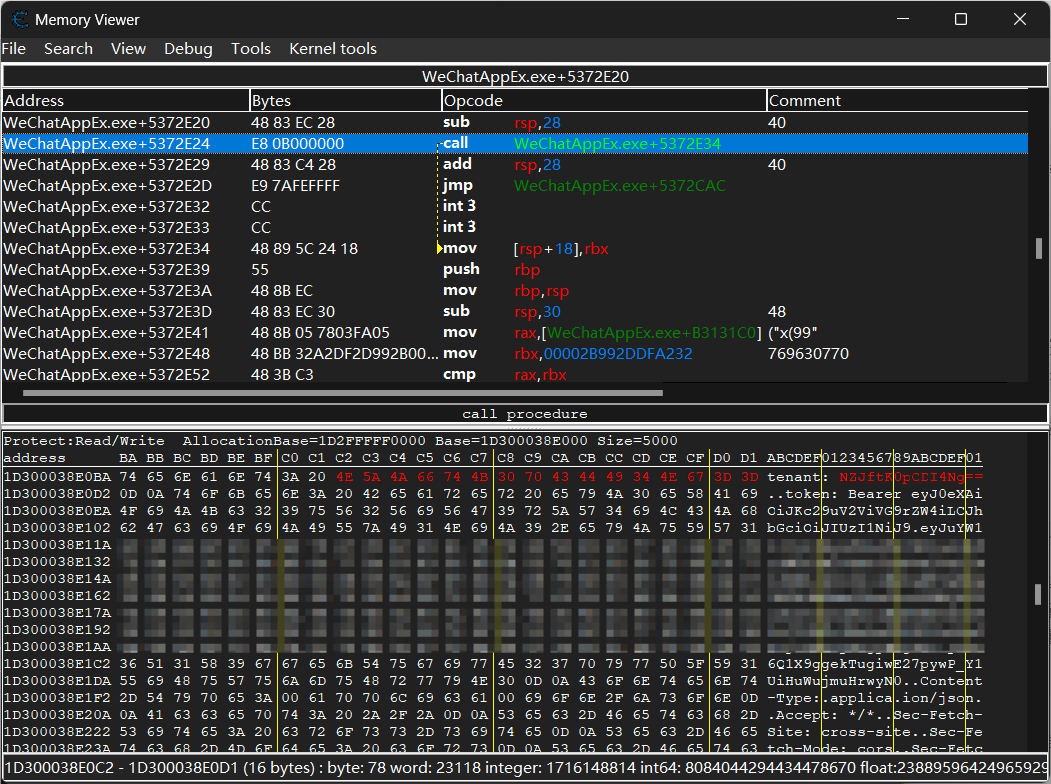 Memory Viewer
File Search View Debug Tools Kernel tools
WeChatAppEx.exe+5372E20
Address Bytes Opcode Comment
WeChatAppEx.exe+5372E20 48 83 EC 28 sub rsp,28 40
WeChatAppEx.exe+5372E24 E8 0B000000 call WeChatAppEx.exe+5372E34
WeChatAppEx.exe+5372E29 48 83 C4 28 add rsp,28 40
WeChatAppEx.exe+5372E2D E9 7AFEFFFF jmp WeChatAppEx.exe+5372CAC
WeChatAppEx.exe+5372E32 CC int 3
WeChatAppEx.exe+5372E33 CC int 3
WeChatAppEx.exe+5372E34 48 89 5C 24 18 mov [rsp+18],rbx
WeChatAppEx.exe+5372E39 55 push rbp
WeChatAppEx.exe+5372E3A 48 8B EC mov rbp,rsp
WeChatAppEx.exe+5372E3D 48 83 EC 30 sub rsp,30 48
WeChatAppEx.exe+5372E41 48 8B 05 7803FA05 mov rax,[WeChatAppEx.exe+B3131C0] ("x(99"
WeChatAppEx.exe+5372E48 48 BB 32A2DF2D992B00... mov rbx,00002B992DDFA232 769630770
WeChatAppEx.exe+5372E52 48 3B C3 cmp rax,rbx
call procedure
Protect:Read/Write AllocationBase=1D2FFFFF0000 Base=1D300038E000 Size=5000
address BA BB BC BD BE BF C0 C1 C2 C3 C4 C5 C6 C7 C8 C9 CA CB CC CD CE CF D0 D1 ABCDEF0123456789ABCDEF01
1D300038E0BA 74 65 6E 61 6E 74 3A 20 4E 5A 4A 66 74 4B 30 70 43 44 49 34 4E 67 3D 3D tenant: NZJftK0pCDI4Ng==
1D300038E0D2 0D 0A 74 6F 6B 65 6E 3A 20 42 65 61 72 65 72 20 65 79 4A 30 65 58 41 69 ..token: Bearer eyJ0eXAi
1D300038E0EA 4F 69 4A 4B 63 32 39 75 56 32 56 69 56 47 39 72 5A 57 34 69 4C 43 4A 68 OiJKc29uV2ViVG9rZW4iLCJh
1D300038E102 62 47 63 69 4F 69 4A 49 55 7A 49 31 4E 69 4A 39 2E 65 79 4A 75 59 57 31 bGciOiJIUzI1NiJ9.eyJuYW1
1D300038E11A
1D300038E132
1D300038E14A
1D300038E162
1D300038E17A
1D300038E192
1D300038E1AA
1D300038E1C2 36 51 31 58 39 67 67 65 6B 54 75 67 69 77 45 32 37 70 79 77 50 5F 59 31 6Q1X9ggekTugiwE27pywP_Y1
1D300038E1DA 55 69 48 75 57 75 6A 6D 75 48 72 77 79 4E 30 0D 0A 43 6F 6E 74 65 6E 74 UiHuWujmuHrwyN0..Content
1D300038E1F2 2D 54 79 70 65 3A 00 61 70 70 6C 69 63 61 00 69 6F 6E 2F 6A 73 6F 6E 0D -Type:.applica.ion/json.
1D300038E20A 0A 41 63 63 65 70 74 3A 20 2A 2F 2A 0D 0A 53 65 63 2D 46 65 74 63 68 2D .Accept: */*..Sec-Fetch-
1D300038E222 53 69 74 65 3A 20 63 72 6F 73 73 2D 73 69 74 65 0D 0A 53 65 63 2D 46 65 Site: cross-site..Sec-Fe
1D300038E23A 74 63 68 2D 4D 6F 64 65 3A 20 63 6F 72 73 0D 0A 53 65 63 2D 46 65 74 63 tch-Mode: cors..Sec-Fetc
1D300038E0C2 - 1D300038E0D1 (16 bytes) : byte: 78 word: 23118 integer: 1716148814 int64: 8084044294434478670 float:23889596424965929